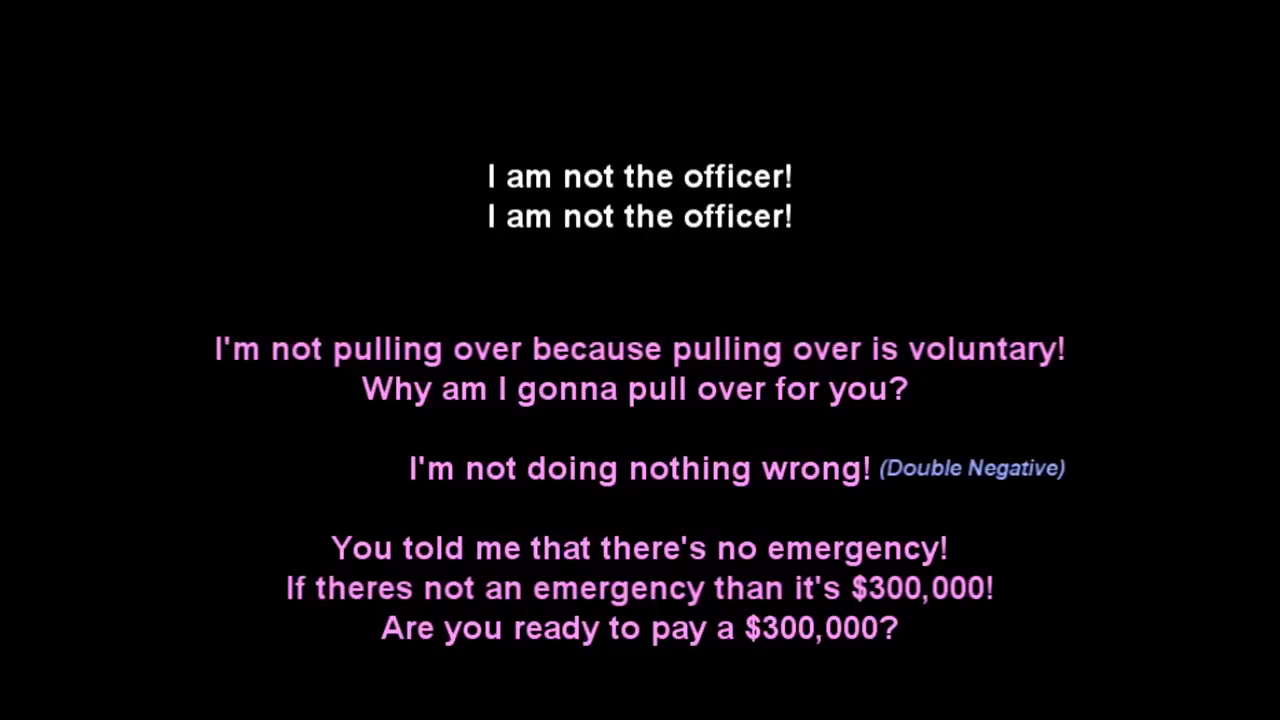 I am not the officer!
I am not the officer!
I'm not pulling over because pulling over is voluntary!
Why am I gonna pull over for you?
I'm not doing nothing wrong! (Double Negative)
You told me that there's no emergency!
If theres not an emergency than it's $300,000!
Are you ready to pay a $300,000?